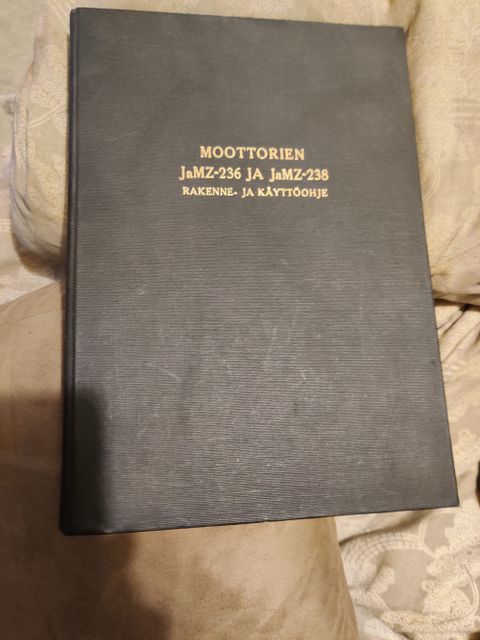 MOOTTORIEN
JaMZ-236 JA JaMZ-238
RAKENNE- JA KÄYTTÖOHJE